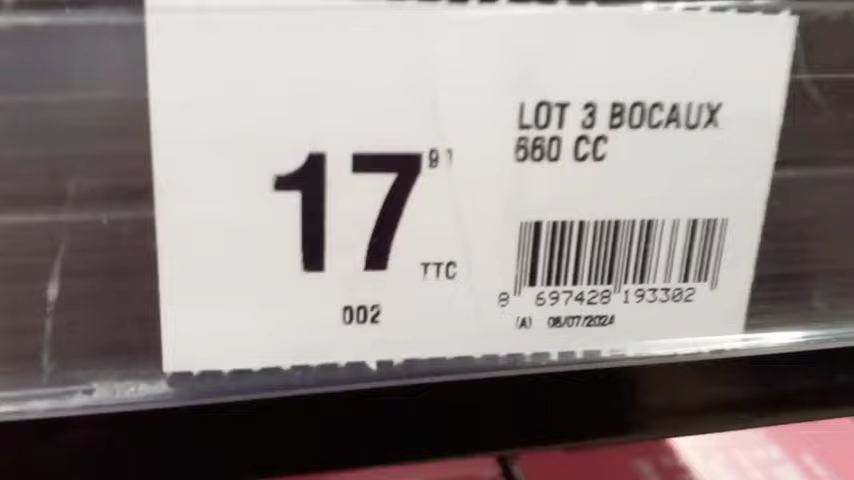 LOT 3 BOCAUX
660 CC
17 91
TTC
002
8 697428 193302
(A) 08/07/2024